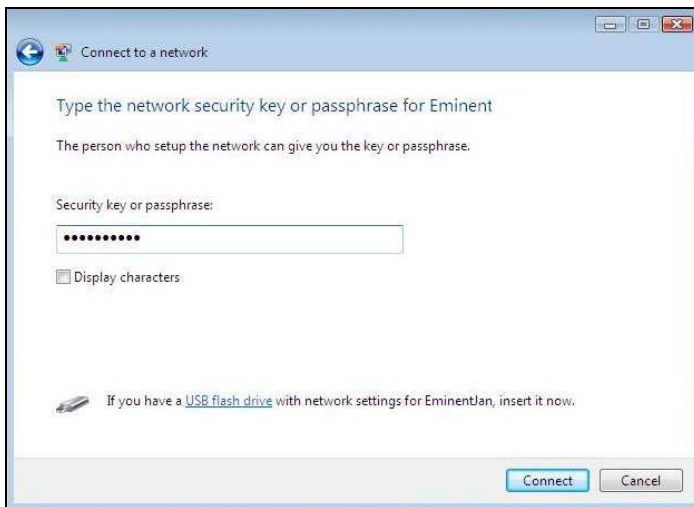 Connect to a network
Type the network security key or passphrase for Eminent
The person who setup the network can give you the key or passphrase.
Security key or passphrase:
••••••••••
Display characters
If you have a USB flash drive with network settings for EminentJan, insert it now.
Connect Cancel